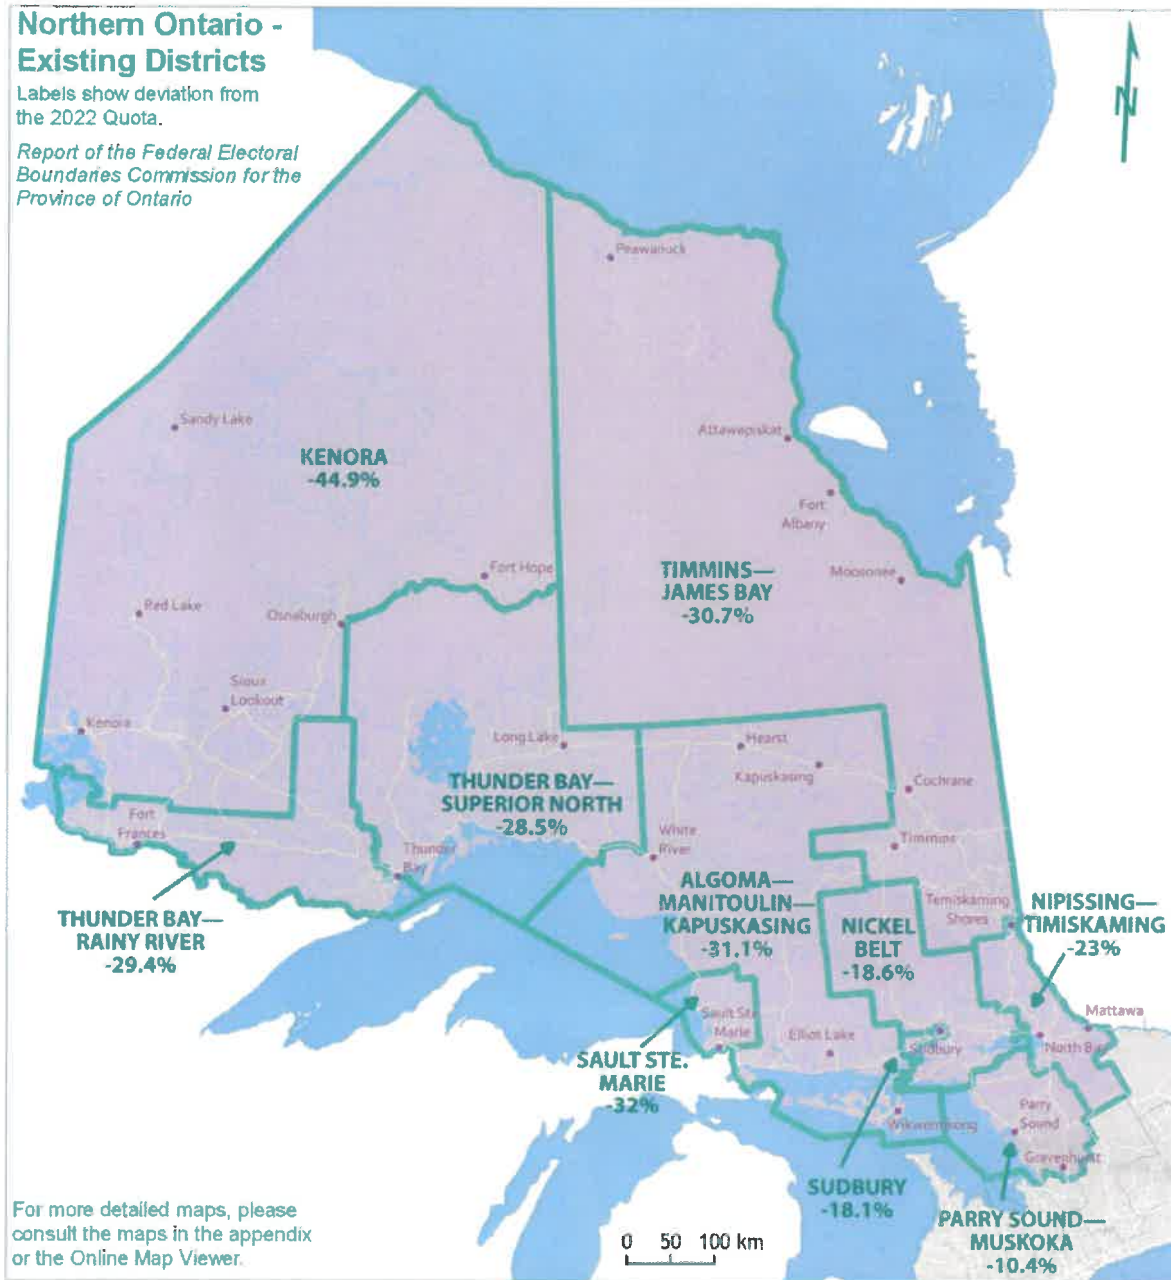 Northern Ontario -
Existing Districts
Labels show deviation from
the 2022 Quota.
Report of the Federal Electoral
Boundaries Commission for the
Province of Ontario
N
Peawanuck
Sandy Lake
Attawapiskat
KENORA
-44.9%
Fort
Albany
Fort Hope
TIMMINS—
JAMES BAY
-30.7%
Moosonee
Red Lake
Osnaburgh
Sioux
Lookout
Kenora
Long Lake
Hearst
Kapuskasing
Cochrane
THUNDER BAY—
SUPERIOR NORTH
-28.5%
Fort
Frances
White
River
Timmins
Thunder
Bay
ALGOMA—
MANITOULIN—
KAPUSKASING
-31.1%
Temiskaming
Shores
NIPISSING—
TIMISKAMING
-23%
THUNDER BAY—
RAINY RIVER
-29.4%
NICKEL
BELT
-18.6%
Sault Ste.
Marie
Elliot Lake
Sudbury
Mattawa
North Bay
SAULT STE.
MARIE
-32%
Wikwemikong
Parry
Sound
Gravenhurst
SUDBURY
-18.1%
PARRY SOUND—
MUSKOKA
-10.4%
For more detailed maps, please
consult the maps in the appendix
or the Online Map Viewer.
0 50 100 km